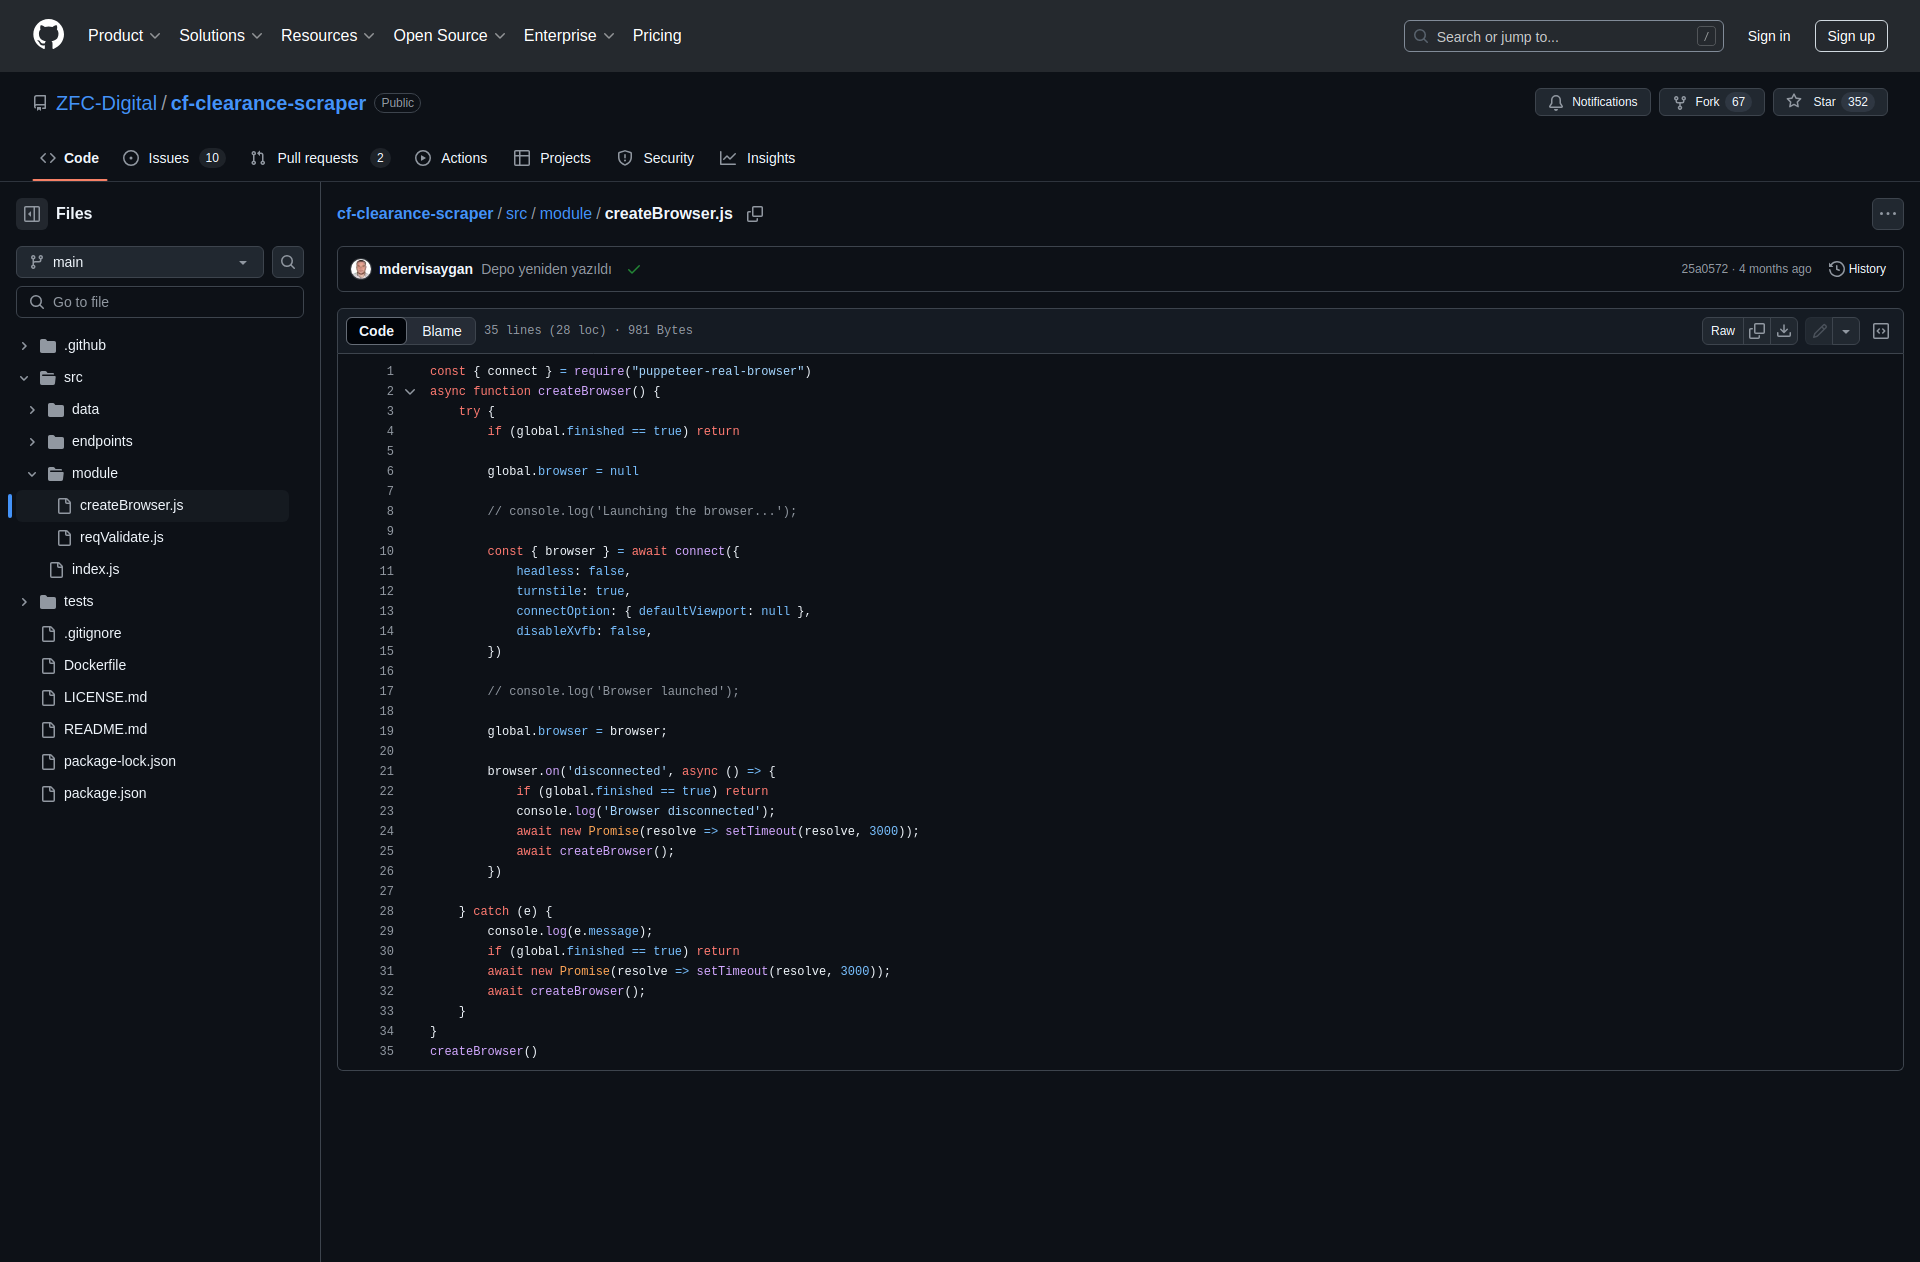 Product Solutions Resources Open Source Enterprise Pricing Search or jump to... / Sign in Sign up
ZFC-Digital / cf-clearance-scraper Public Notifications Fork 67 Star 352
Code Issues 10 Pull requests 2 Actions Projects Security Insights
Files
main
Go to file
.github
src
data
endpoints
module
createBrowser.js
reqValidate.js
index.js
tests
.gitignore
Dockerfile
LICENSE.md
README.md
package-lock.json
package.json
cf-clearance-scraper / src / module / createBrowser.js
mdervisaygan Depo yeniden yazıldı 25a0572 · 4 months ago History
Code Blame 35 lines (28 loc) · 981 Bytes Raw
1 const { connect } = require("puppeteer-real-browser")
2 async function createBrowser() {
3     try {
4         if (global.finished == true) return
5
6         global.browser = null
7
8         // console.log('Launching the browser...');
9
10         const { browser } = await connect({
11             headless: false,
12             turnstile: true,
13             connectOption: { defaultViewport: null },
14             disableXvfb: false,
15         })
16
17         // console.log('Browser launched');
18
19         global.browser = browser;
20
21         browser.on('disconnected', async () => {
22             if (global.finished == true) return
23             console.log('Browser disconnected');
24             await new Promise(resolve => setTimeout(resolve, 3000));
25             await createBrowser();
26         })
27
28     } catch (e) {
29         console.log(e.message);
30         if (global.finished == true) return
31         await new Promise(resolve => setTimeout(resolve, 3000));
32         await createBrowser();
33     }
34 }
35 createBrowser()